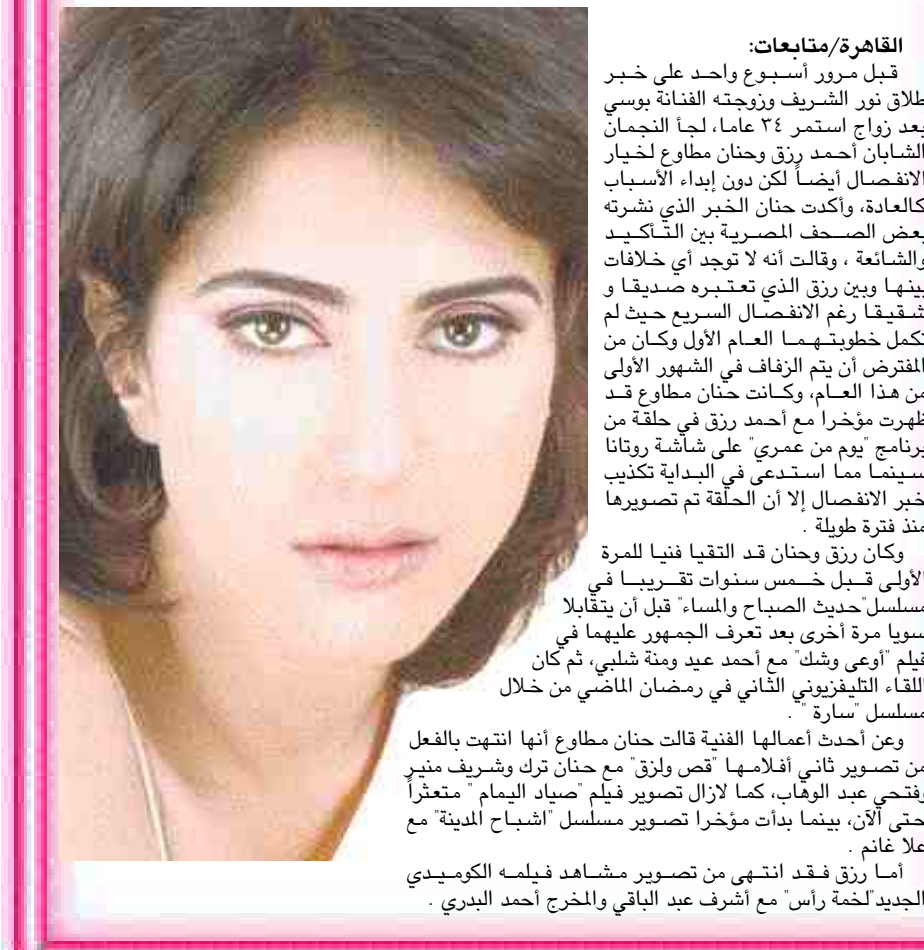 القاهرة/متابعات:
قبل مرور أسبوع واحد على خبر
طلاق نور الشريف وزوجته الفنانة بوسي
بعد زواج استمر ٣٤ عاما، لجأ النجمان
الشابان أحمد رزق وحنان مطاوع لخيار
الانفصال أيضاً لكن دون إبداء الأسباب
كالعادة، وأكدت حنان الخبر الذي نشرته
بعض الصحف المصرية بين التأكيد
والشائعة ، وقالت أنه لا توجد أي خلافات
بينها وبين رزق الذي تعتبره صديقا و
شقيقا رغم الانفصال السريع حيث لم
تكمل خطوبتهما العام الأول وكان من
المفترض أن يتم الزفاف في الشهور الأولى
من هذا العام، وكانت حنان مطاوع قد
ظهرت مؤخرا مع أحمد رزق في حلقة من
برنامج "يوم من عمري" على شاشة روتانا
سينما مما استدعى في البداية تكذيب
خبر الانفصال إلا أن الحلقة تم تصويرها
منذ فترة طويلة .
وكان رزق وحنان قد التقيا فنيا للمرة
الأولى قبل خمس سنوات تقريبا في
مسلسل"حديث الصباح والمساء" قبل أن يتقابلا
سويا مرة أخرى بعد تعرف الجمهور عليهما في
فيلم "أوعى وشك" مع أحمد عيد ومنة شلبي، ثم كان
اللقاء التليفزيوني الثاني في رمضان الماضي من خلال
مسلسل "سارة " .
وعن أحدث أعمالها الفنية قالت حنان مطاوع أنها انتهت بالفعل
من تصوير ثاني أفلامها "قص ولزق" مع حنان ترك وشريف منير
وفتحي عبد الوهاب، كما لازال تصوير فيلم "صياد اليمام " متعثراً
حتى الآن، بينما بدأت مؤخرا تصوير مسلسل "اشباح المدينة" مع
علا غانم .
أما رزق فقد انتهى من تصوير مشاهد فيلمه الكوميدي
الجديد"لخمة رأس" مع أشرف عبد الباقي والمخرج أحمد البدري .